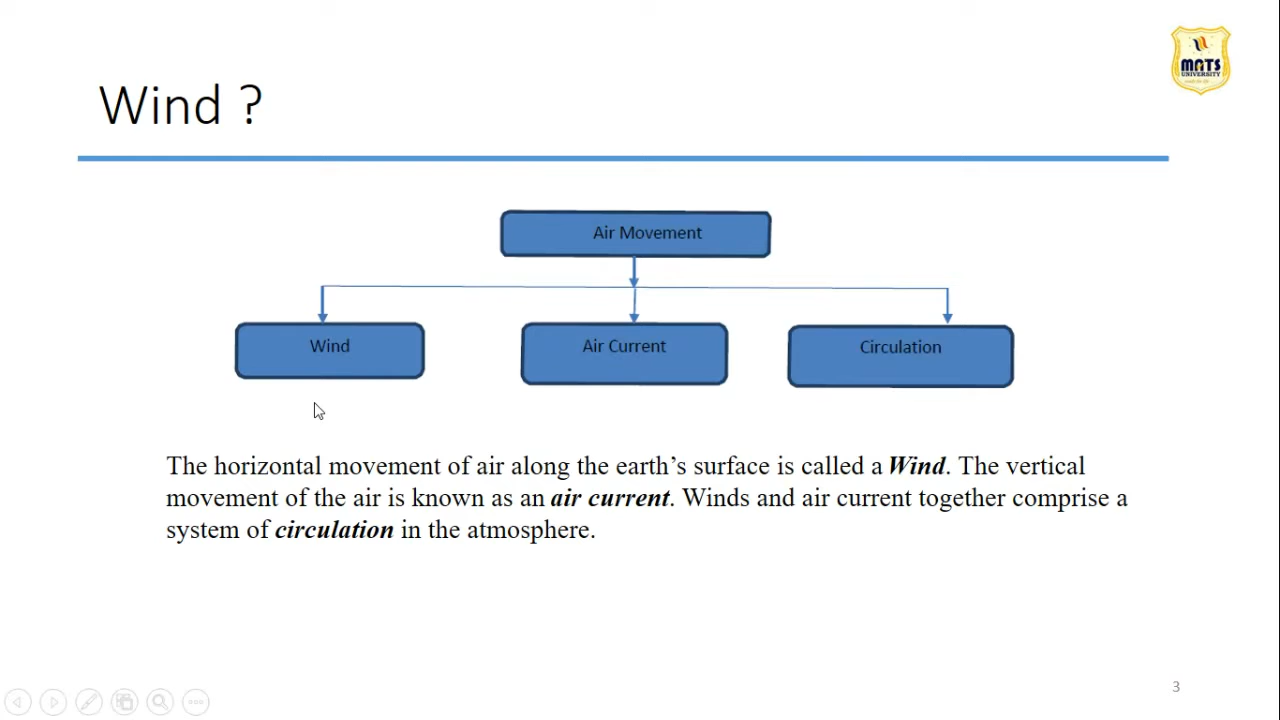 MATS
UNIVERSITY
Wind ?
Air Movement
Wind
Air Current
Circulation
The horizontal movement of air along the earth’s surface is called a Wind. The vertical
movement of the air is known as an air current. Winds and air current together comprise a
system of circulation in the atmosphere.
3